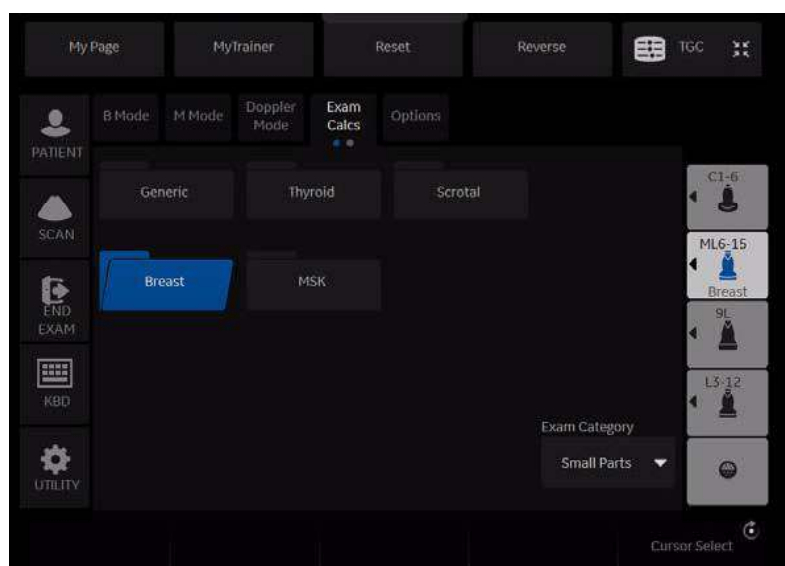 My Page
MyTrainer
Reset
Reverse
TGC
PATIENT
SCAN
END
EXAM
KBD
UTILITY
B Mode
M Mode
Doppler
Mode
Exam
Calcs
Options
Generic
Thyroid
Scrotal
Breast
MSK
Exam Category
Small Parts
C1-6
ML6-15
Breast
9L
L3-12
Cursor Select